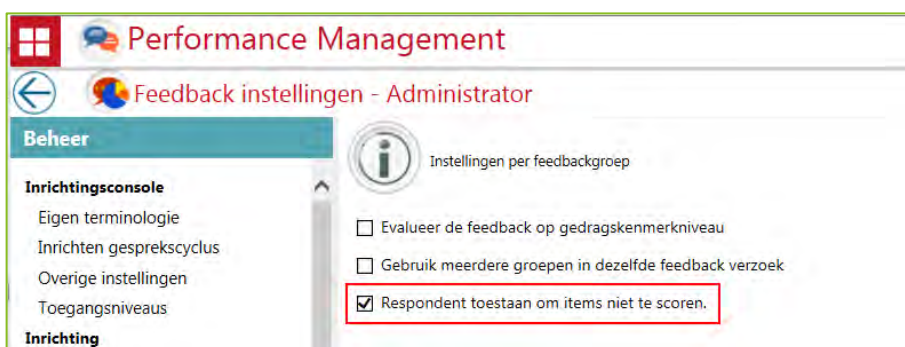 Performance Management
Feedback instellingen - Administrator
Beheer
Inrichtingsconsole
Eigen terminologie
Inrichten gesprekscyclus
Overige instellingen
Toegangsniveaus
Inrichting
Instellingen per feedbackgroep
Evalueer de feedback op gedragskenmerkniveau
Gebruik meerdere groepen in dezelfde feedback verzoek
Respondent toestaan om items niet te scoren.